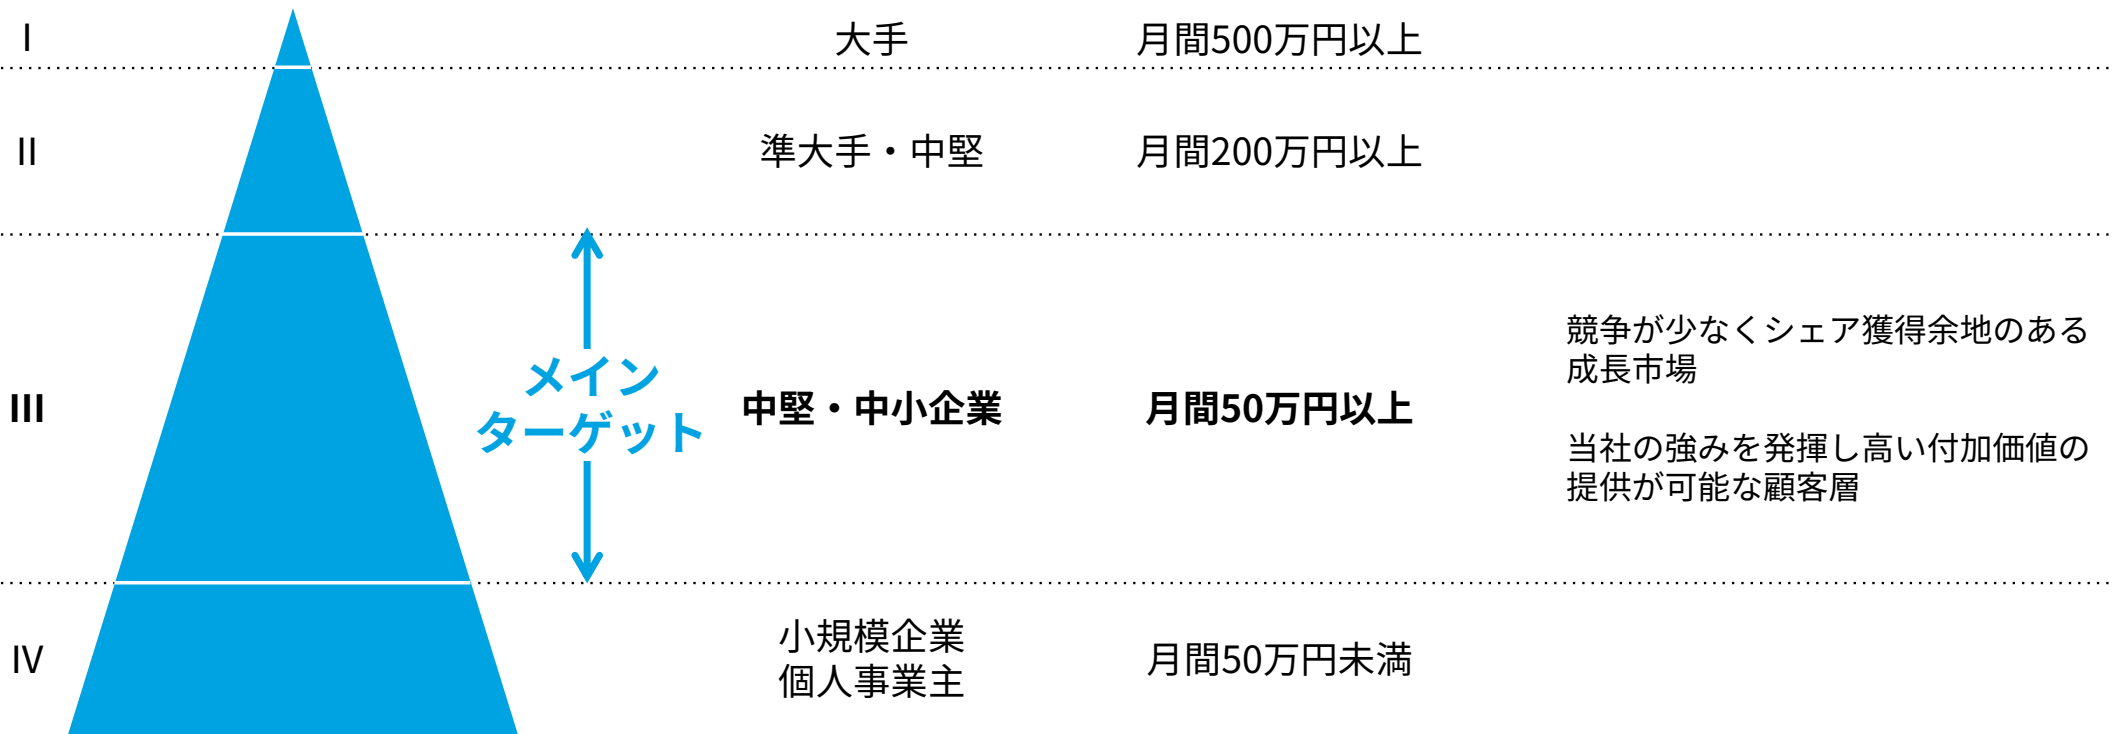 I 大手 月間500万円以上
II 準大手・中堅 月間200万円以上
メイン
ターゲット
III 中堅・中小企業 月間50万円以上
競争が少なくシェア獲得余地のある
成長市場
当社の強みを発揮し高い付加価値の
提供が可能な顧客層
IV 小規模企業
個人事業主
月間50万円未満